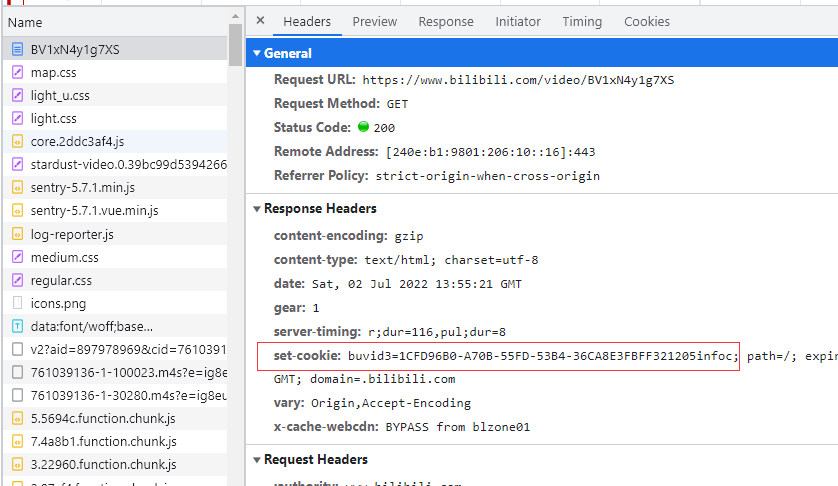 Name
BV1xN4y1g7XS
map.css
light_u.css
light.css
core.2ddc3af4.js
stardust-video.0.39bc99d5394266
sentry-5.7.1.min.js
sentry-5.7.1.vue.min.js
log-reporter.js
medium.css
regular.css
icons.png
data:font/woff;base...
v2?aid=897978969&cid=7610391
761039136-1-100023.m4s?e=ig8eu
761039136-1-30280.m4s?e=ig8eu
5.5694c.function.chunk.js
7.4a8b1.function.chunk.js
3.22960.function.chunk.js
× Headers Preview Response Initiator Timing Cookies
General
Request URL: https://www.bilibili.com/video/BV1xN4y1g7XS
Request Method: GET
Status Code: 200
Remote Address: [240e:b1:9801:206:10::16]:443
Referrer Policy: strict-origin-when-cross-origin
Response Headers
content-encoding: gzip
content-type: text/html; charset=utf-8
date: Sat, 02 Jul 2022 13:55:21 GMT
gear: 1
server-timing: r;dur=116,pul;dur=8
set-cookie: buvid3=1CFD96B0-A70B-55FD-53B4-36CA8E3FBFF321205infoc; path=/; expir
GMT; domain=.bilibili.com
vary: Origin,Accept-Encoding
x-cache-webcdn: BYPASS from blzone01
Request Headers